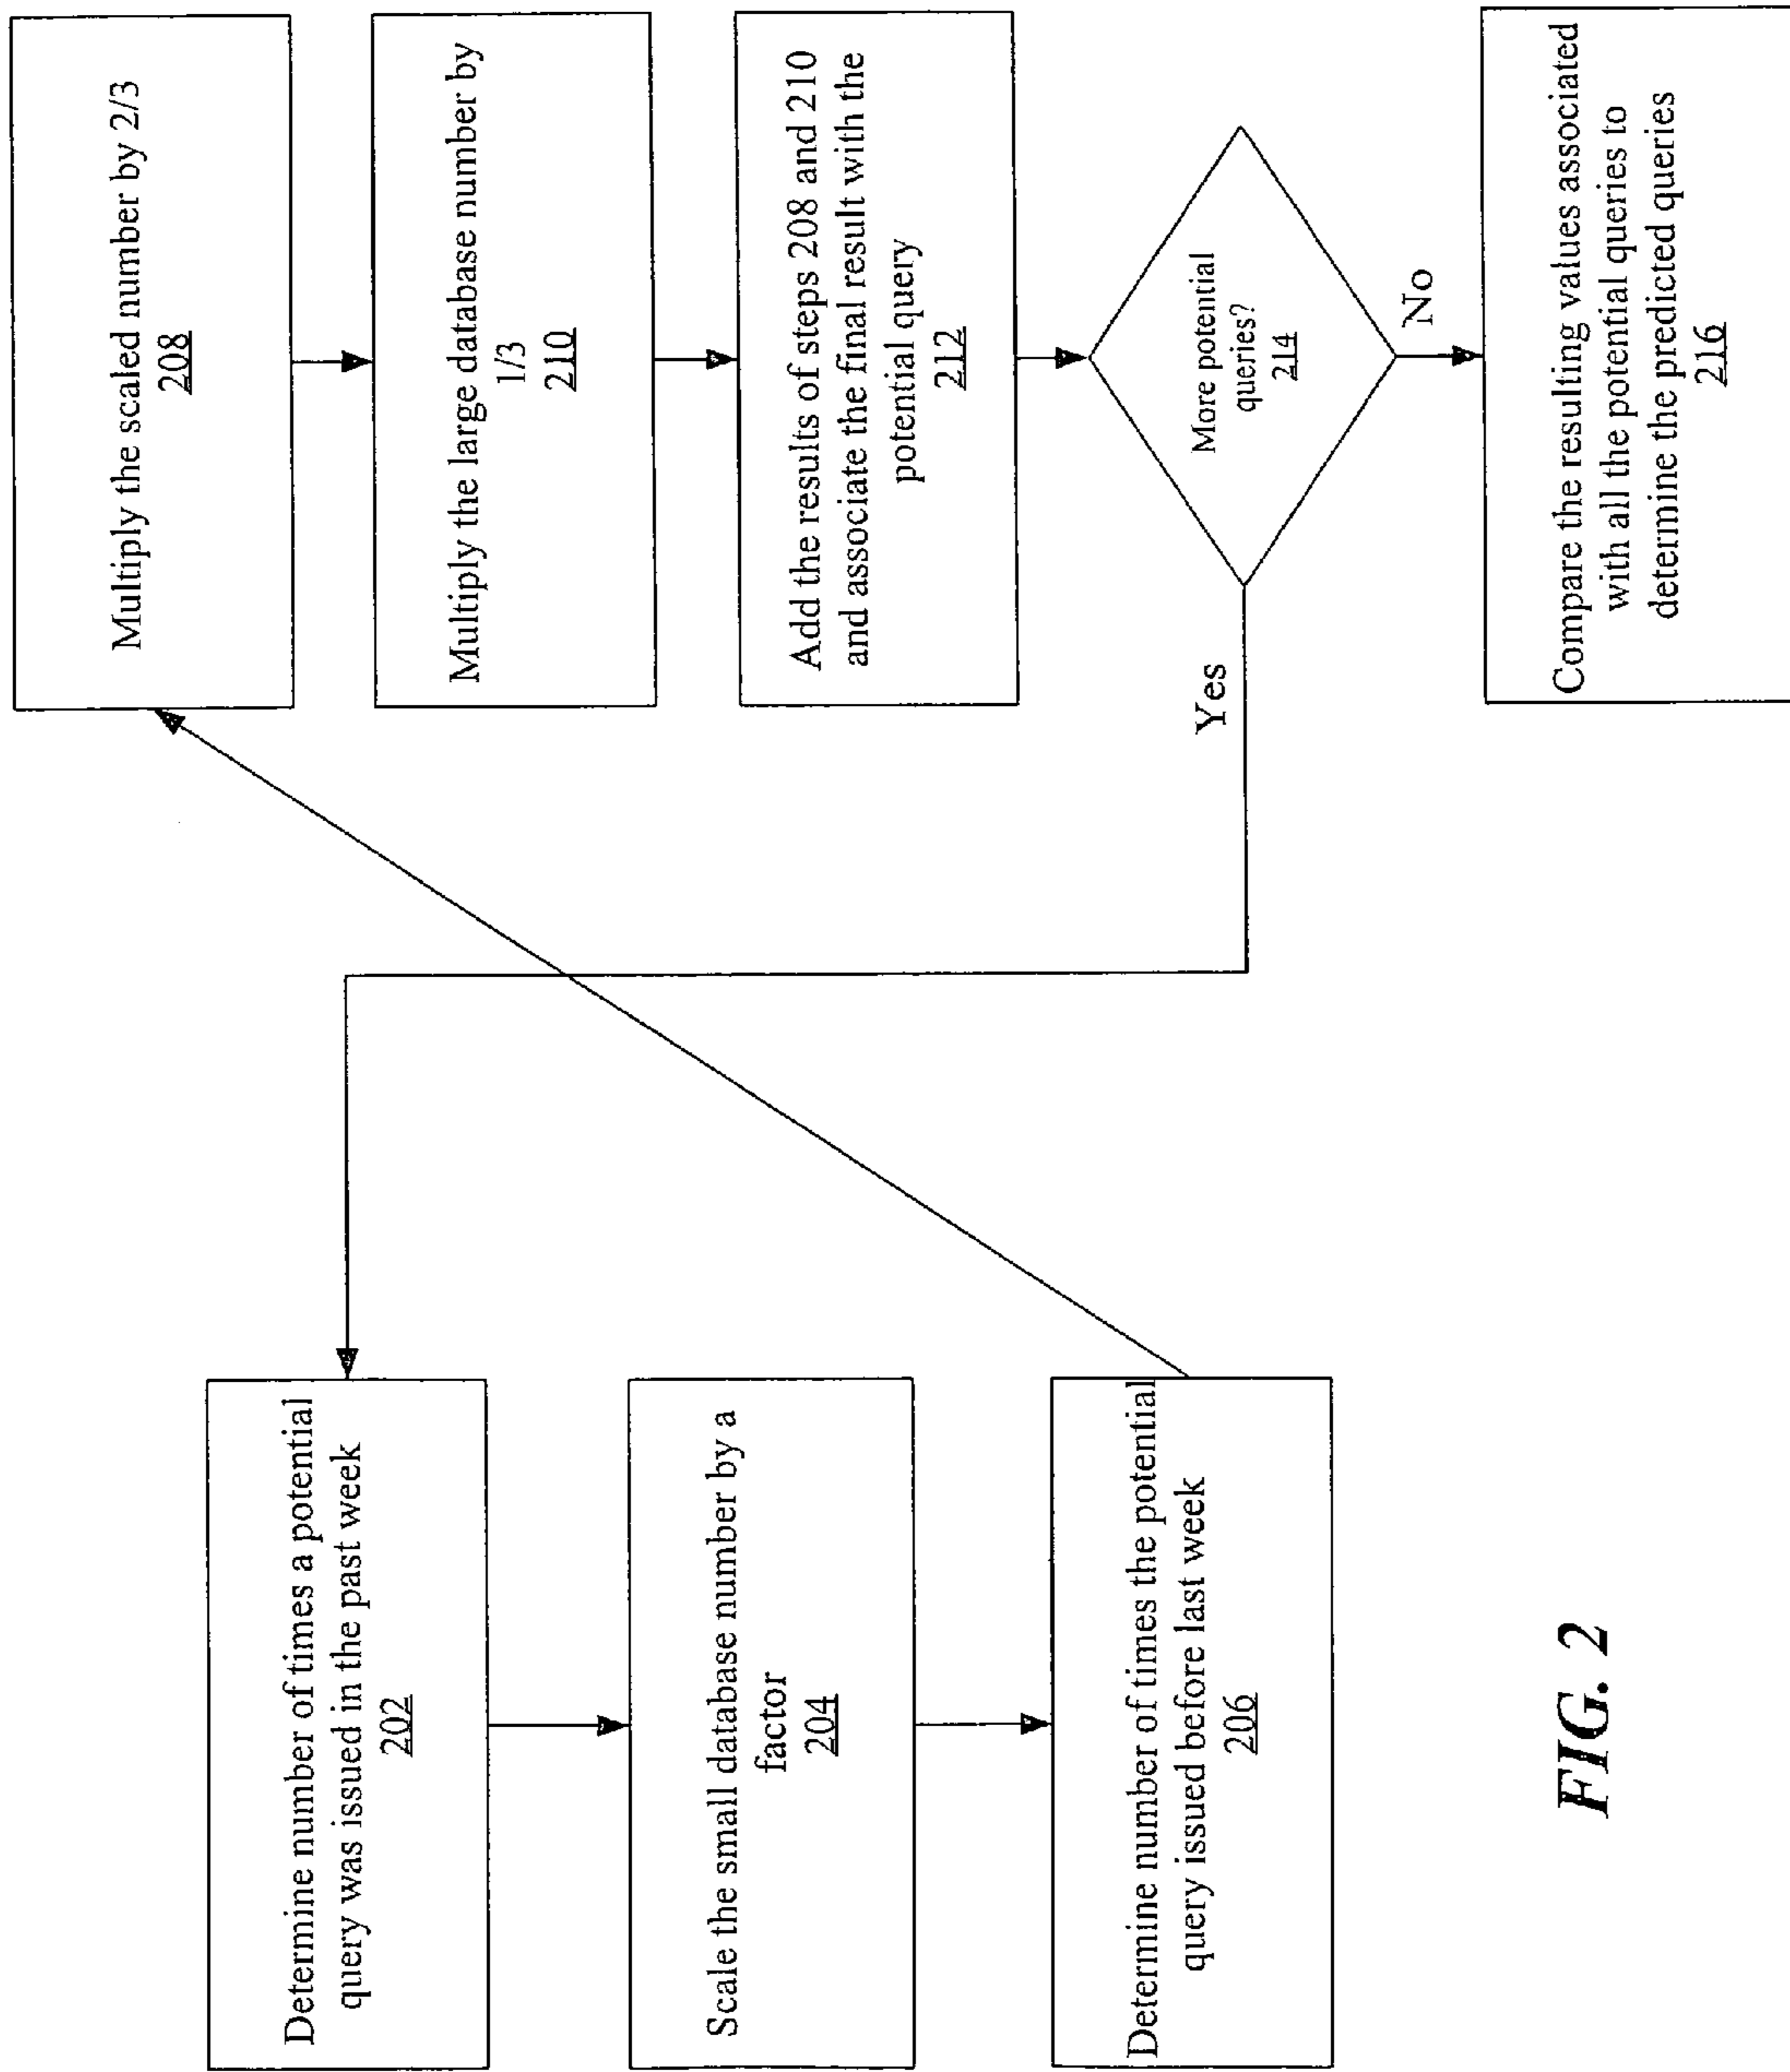 Determine number of times a potential
query was issued in the past week
202
Scale the small database number by a
factor
204
Determine number of times the potential
query issued before last week
206
Multiply the scaled number by 2/3
208
Multiply the large database number by
1/3
210
Add the results of steps 208 and 210
and associate the final result with the
potential query
212
More potential
queries?
214
Yes
No
Compare the resulting values associated
with all the potential queries to
determine the predicted queries
216
FIG. 2